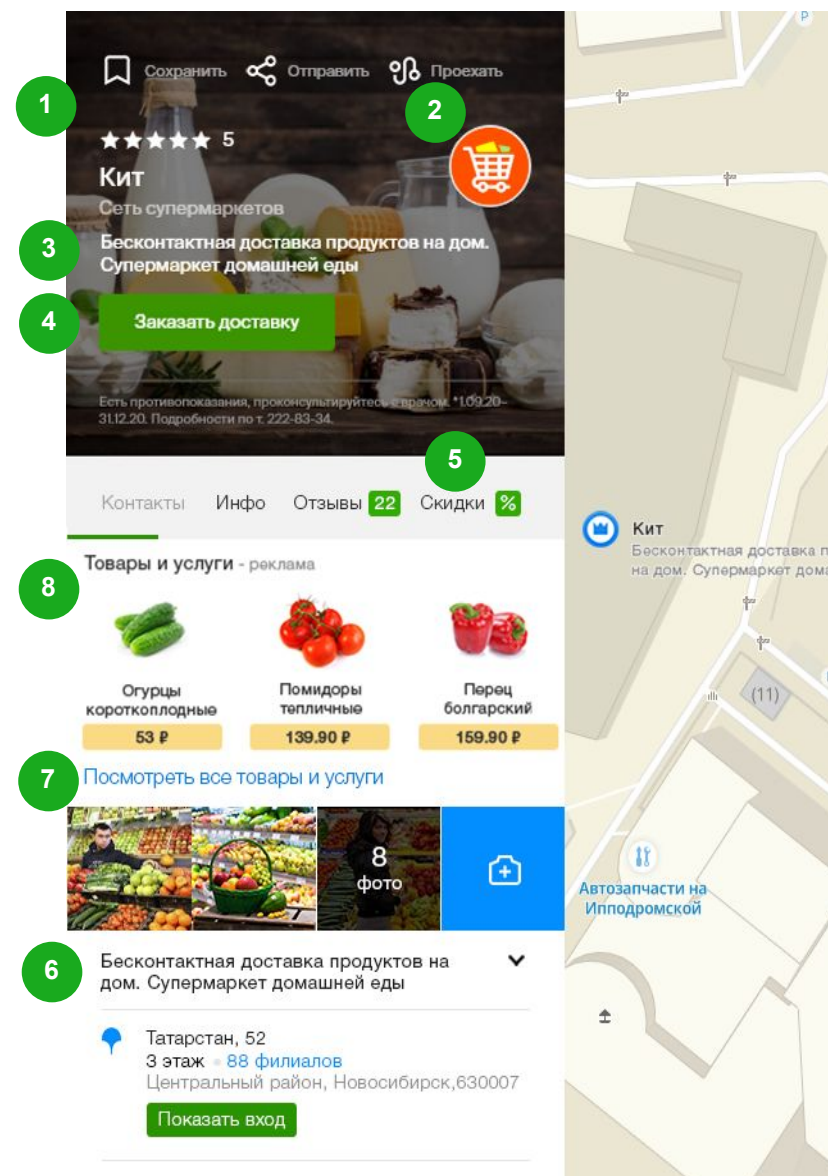 P
Сохранить Отправить Проехать
1
2
5
Кит
Сеть супермаркетов
3
Бесконтактная доставка продуктов на дом.
Супермаркет домашней еды
4
Заказать доставку
Есть противопоказания, проконсультируйтесь с врачом. *1.09.20–
31.12.20. Подробности по т. 222-83-34.
5
Контакты Инфо Отзывы 22 Скидки %
Товары и услуги - реклама
8
Огурцы
короткоплодные
53 ₽
Помидоры
тепличные
139.90 ₽
Перец
болгарский
159.90 ₽
7
Посмотреть все товары и услуги
8
фото
6
Бесконтактная доставка продуктов на
дом. Супермаркет домашней еды
Татарстан, 52
3 этаж 88 филиалов
Центральный район, Новосибирск,630007
Показать вход
Кит
Бесконтактная доставка
на дом. Супермаркет
(11)
Автозапчасти на
Ипподромской